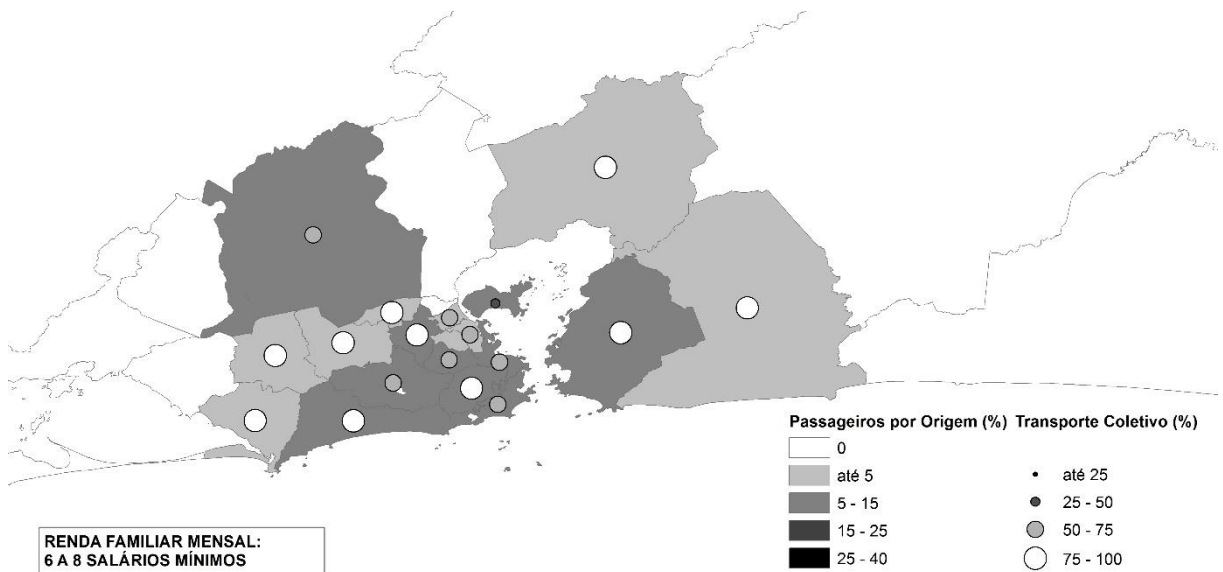 Passageiros por Origem (%) Transporte Coletivo (%)
0
até 5 até 25
5 - 15 25 - 50
15 - 25 50 - 75
25 - 40 75 - 100
RENDA FAMILIAR MENSAL:
6 A 8 SALÁRIOS MÍNIMOS